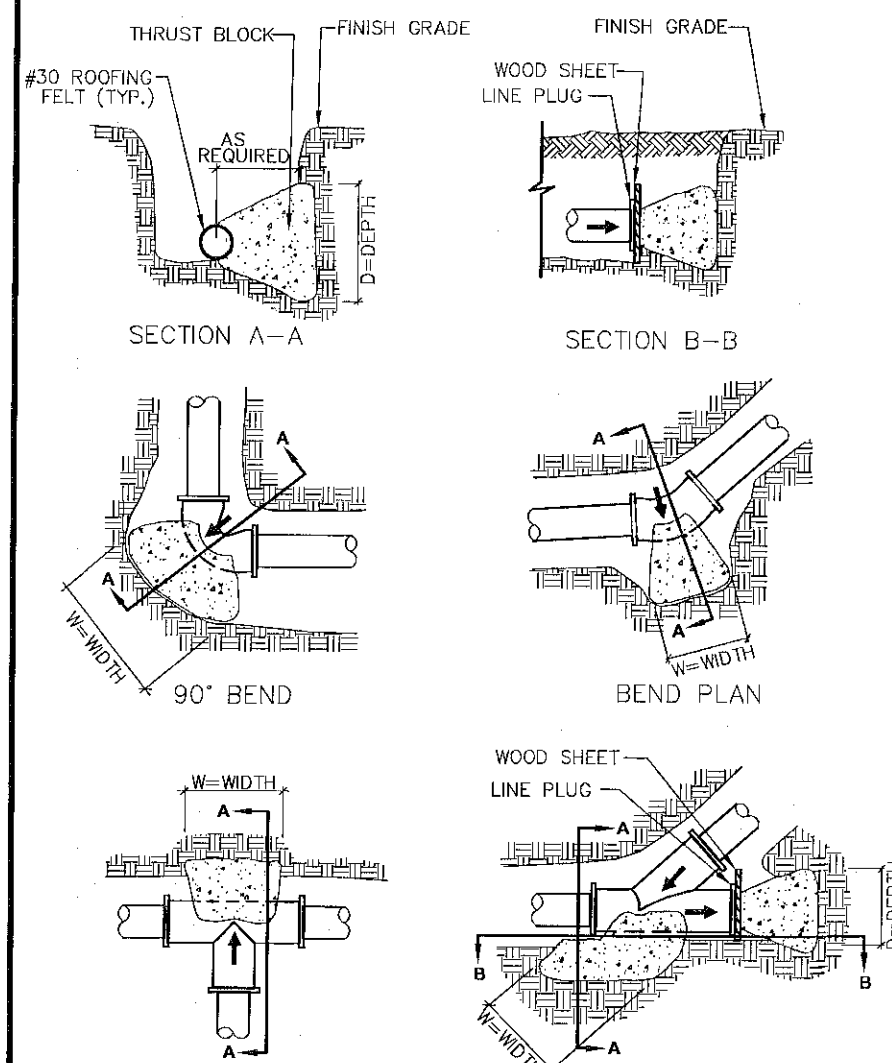 THRUST BLOCK
FINISH GRADE
#30 ROOFING
FELT (TYP.)
AS
REQUIRED
D=DEPTH
SECTION A-A
FINISH GRADE
WOOD SHEET
LINE PLUG
SECTION B-B
A
A
W=WIDTH
90° BEND
A
A
W=WIDTH
BEND PLAN
W=WIDTH
A
A
WOOD SHEET
LINE PLUG
A
D=DEPTH
B
B
W=WIDTH
A